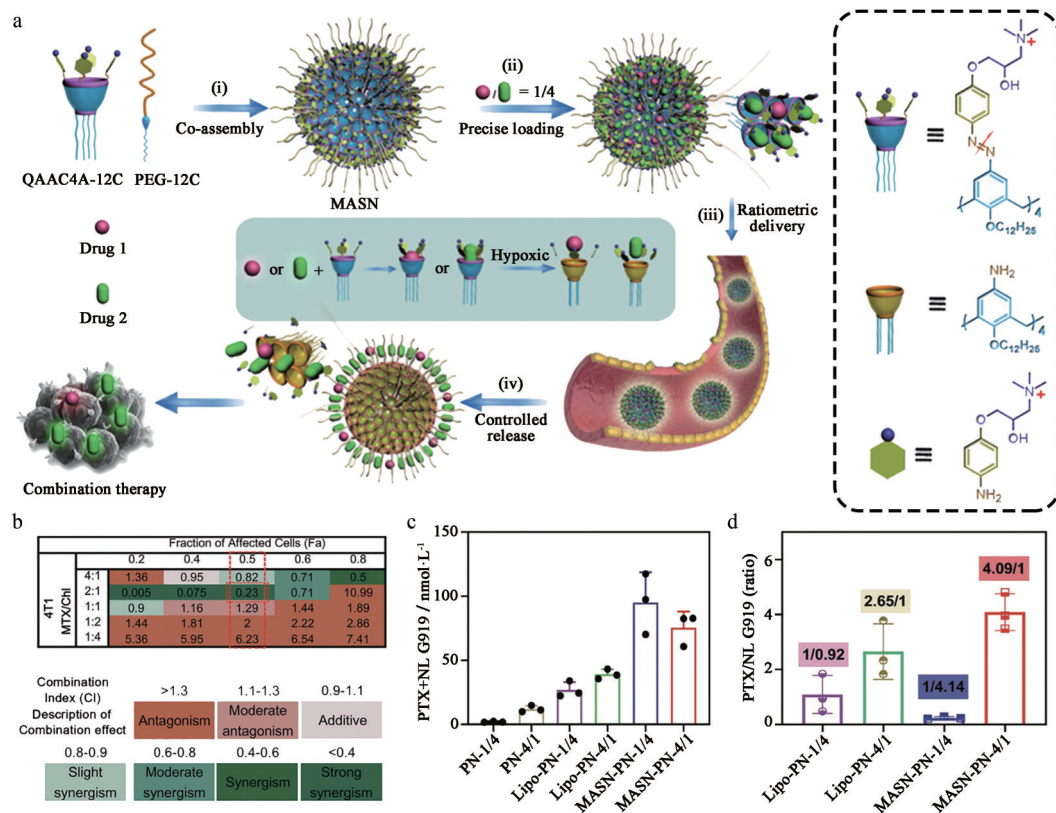 a
QAAC4A-12C
PEG-12C
(i)
Co-assembly
MASN
(ii)
= 1/4
Precise loading
(iii)
Ratiometric
delivery
Drug 1
Drug 2
or
+
or
Hypoxic
(iv)
Controlled
release
Combination therapy
≡
N
+
O
OH
N
N
4
OC12H25
≡
NH2
4
OC12H25
≡
N
+
O
OH
NH2
b
Fraction of Affected Cells (Fa)
0.2 0.4 0.5 0.6 0.8
4T1
MTX/Chl
4:1 1.36 0.95 0.82 0.71 0.5
2:1 0.005 0.075 0.23 0.71 10.99
1:1 0.9 1.16 1.29 1.44 1.89
1:2 1.44 1.81 2 2.22 2.86
1:4 5.36 5.95 6.23 6.54 7.41
Combination
Index (CI)
>1.3 1.1-1.3 0.9-1.1
Description of
Combination effect
Antagonism
Moderate
antagonism
Additive
0.8-0.9 0.6-0.8 0.4-0.6 <0.4
Slight
synergism
Moderate
synergism
Synergism
Strong
synergism
c
PTX+NL G919 / nmol·L-1
150
100
50
0
PN-1/4
PN-4/1
Lipo-PN-1/4
Lipo-PN-4/1
MASN-PN-1/4
MASN-PN-4/1
d
PTX/NL G919 (ratio)
6
4
2
0
1/0.92
2.65/1
1/4.14
4.09/1
Lipo-PN-1/4
Lipo-PN-4/1
MASN-PN-1/4
MASN-PN-4/1